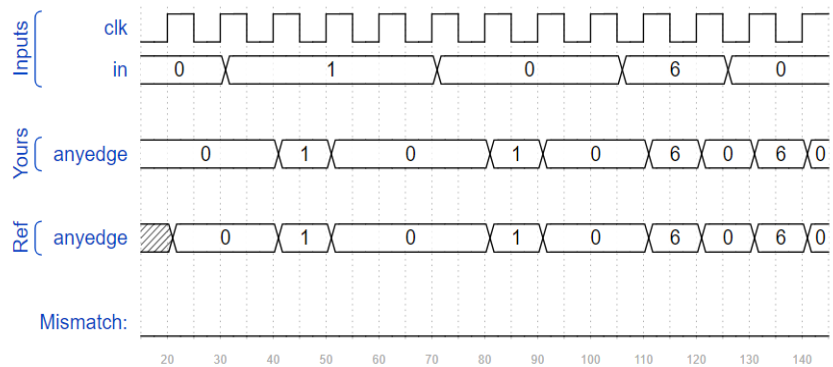 Inputs
clk
in 0 1 0 6 0
Yours
anyedge 0 1 0 1 0 6 0 6 0
Ref
anyedge 0 1 0 1 0 6 0 6 0
Mismatch:
20 30 40 50 60 70 80 90 100 110 120 130 140